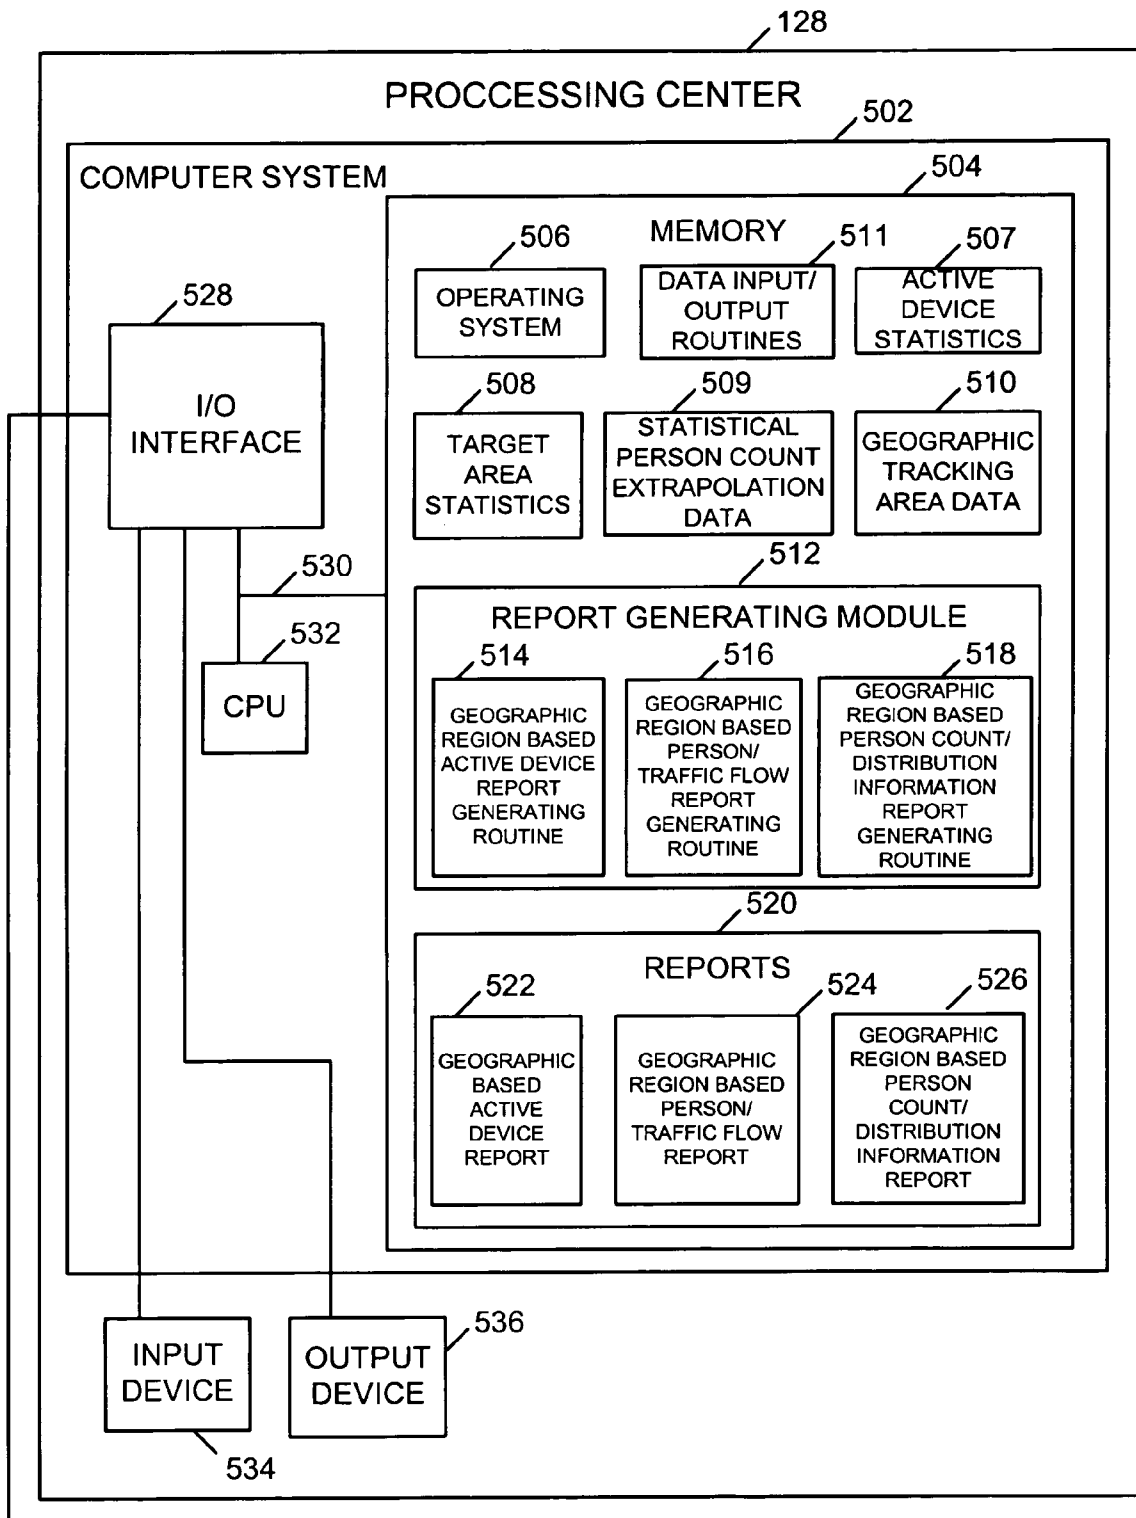 128
PROCCESSING CENTER
502
COMPUTER SYSTEM
504
MEMORY
506
OPERATING
SYSTEM
511
DATA INPUT/
OUTPUT
ROUTINES
507
ACTIVE
DEVICE
STATISTICS
528
I/O
INTERFACE
508
TARGET
AREA
STATISTICS
509
STATISTICAL
PERSON COUNT
EXTRAPOLATION
DATA
510
GEOGRAPHIC
TRACKING
AREA DATA
530
532
CPU
512
REPORT GENERATING MODULE
514
GEOGRAPHIC
REGION BASED
ACTIVE DEVICE
REPORT
GENERATING
ROUTINE
516
GEOGRAPHIC
REGION BASED
PERSON/
TRAFFIC FLOW
REPORT
GENERATING
ROUTINE
518
GEOGRAPHIC
REGION BASED
PERSON COUNT/
DISTRIBUTION
INFORMATION
REPORT
GENERATING
ROUTINE
520
REPORTS
522
GEOGRAPHIC
BASED
ACTIVE
DEVICE
REPORT
524
GEOGRAPHIC
REGION BASED
PERSON/
TRAFFIC FLOW
REPORT
526
GEOGRAPHIC
REGION BASED
PERSON
COUNT/
DISTRIBUTION
INFORMATION
REPORT
INPUT
DEVICE
534
OUTPUT
DEVICE
536